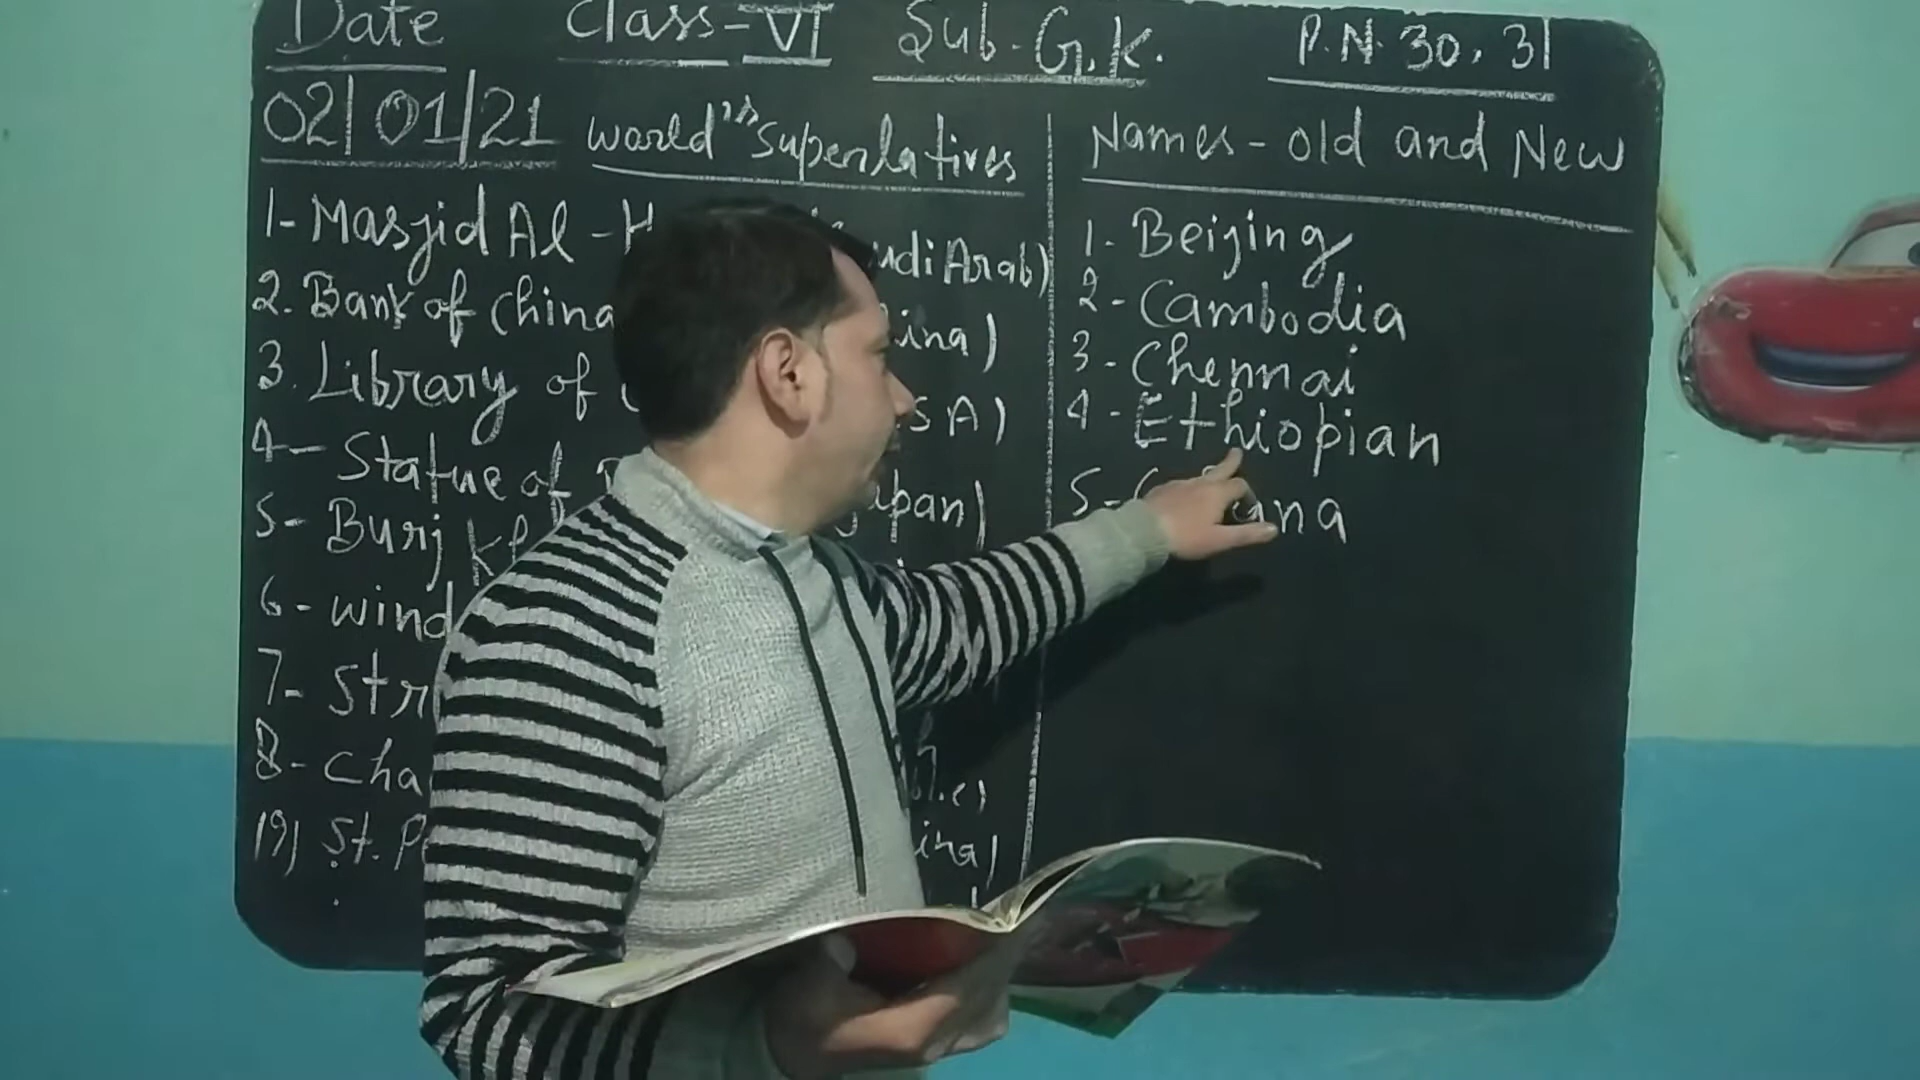 Date Class-VI Sub-G.K. P.N. 30, 31
02/01/21 World's Superlatives
1- Masjid Al-H udi Arab)
2. Bank of China ina)
3. Library of S A)
4- Statue of apan)
5- Burj Kh
6- wind
7- Str
8- Cha
(9) St. P ina)
Names - old and New
1- Beijing
2- Cambodia
3- Chennai
4- Ethiopian
5- ana